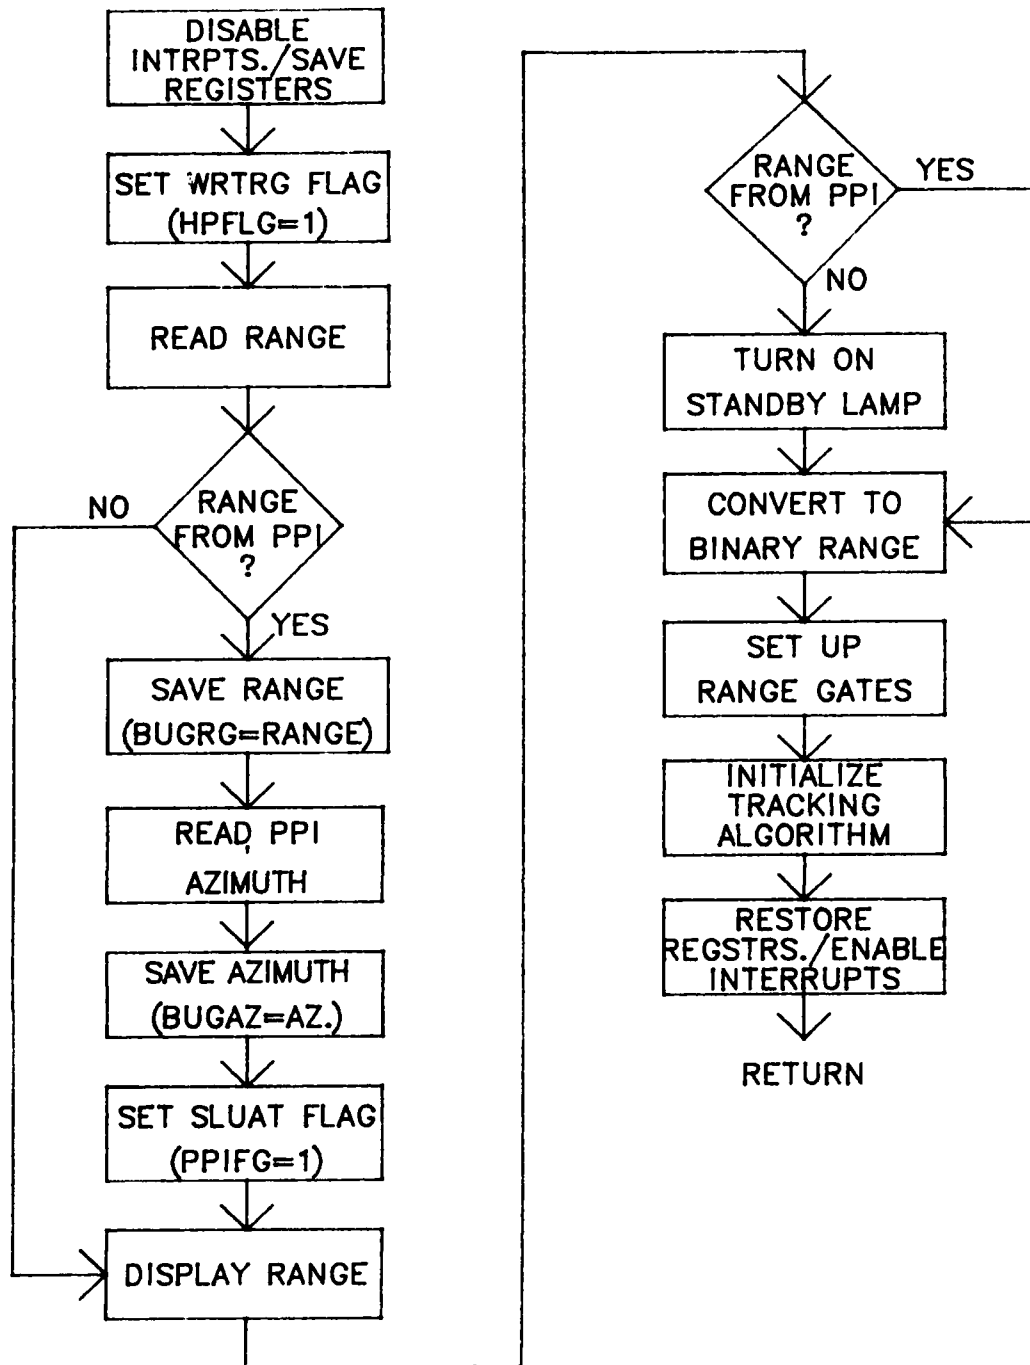 DISABLE
INTRPTS./SAVE
REGISTERS
SET WRTRG FLAG
(HPFLG=1)
READ RANGE
NO
RANGE
FROM PPI
?
YES
SAVE RANGE
(BUGRG=RANGE)
READ PPI
AZIMUTH
SAVE AZIMUTH
(BUGAZ=AZ.)
SET SLUAT FLAG
(PPIFG=1)
DISPLAY RANGE
RANGE
FROM PPI
?
YES
NO
TURN ON
STANDBY LAMP
CONVERT TO
BINARY RANGE
SET UP
RANGE GATES
INITIALIZE
TRACKING
ALGORITHM
RESTORE
REGSTRS./ENABLE
INTERRUPTS
RETURN